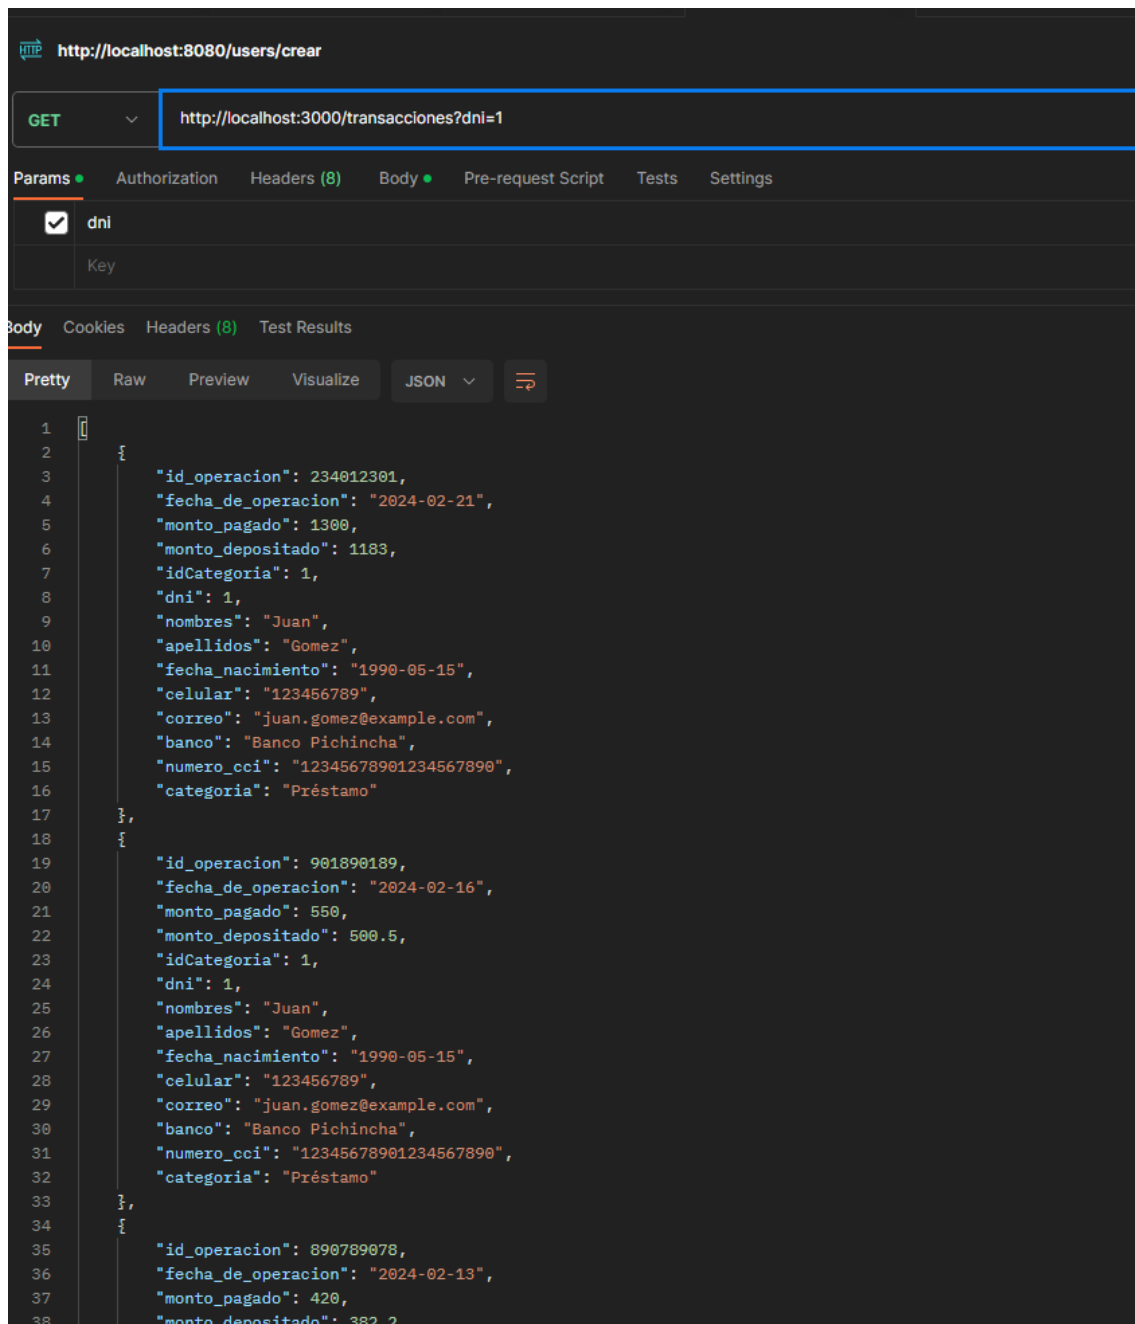 HTTP http://localhost:8080/users/crear
GET http://localhost:3000/transacciones?dni=1
Params Authorization Headers (8) Body Pre-request Script Tests Settings
dni
Key
Body Cookies Headers (8) Test Results
Pretty Raw Preview Visualize JSON
1 [
2 {
3 "id_operacion": 234012301,
4 "fecha_de_operacion": "2024-02-21",
5 "monto_pagado": 1300,
6 "monto_depositado": 1183,
7 "idCategoria": 1,
8 "dni": 1,
9 "nombres": "Juan",
10 "apellidos": "Gomez",
11 "fecha_nacimiento": "1990-05-15",
12 "celular": "123456789",
13 "correo": "juan.gomez@example.com",
14 "banco": "Banco Pichincha",
15 "numero_cci": "12345678901234567890",
16 "categoria": "Préstamo"
17 },
18 {
19 "id_operacion": 901890189,
20 "fecha_de_operacion": "2024-02-16",
21 "monto_pagado": 550,
22 "monto_depositado": 500.5,
23 "idCategoria": 1,
24 "dni": 1,
25 "nombres": "Juan",
26 "apellidos": "Gomez",
27 "fecha_nacimiento": "1990-05-15",
28 "celular": "123456789",
29 "correo": "juan.gomez@example.com",
30 "banco": "Banco Pichincha",
31 "numero_cci": "12345678901234567890",
32 "categoria": "Préstamo"
33 },
34 {
35 "id_operacion": 890789078,
36 "fecha_de_operacion": "2024-02-13",
37 "monto_pagado": 420,
38 "monto_depositado": 382.2